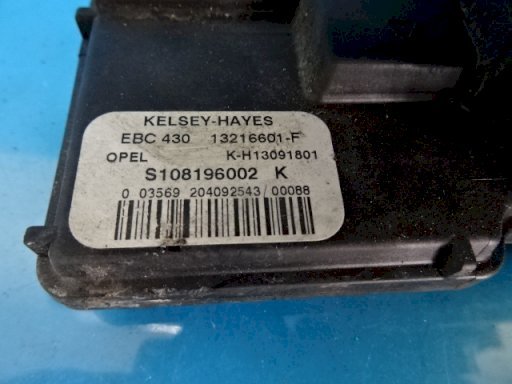 KELSEY-HAYES
EBC 430 13216601-F
OPEL K-H13091801
S108196002 K
0 03569 204092543 00088